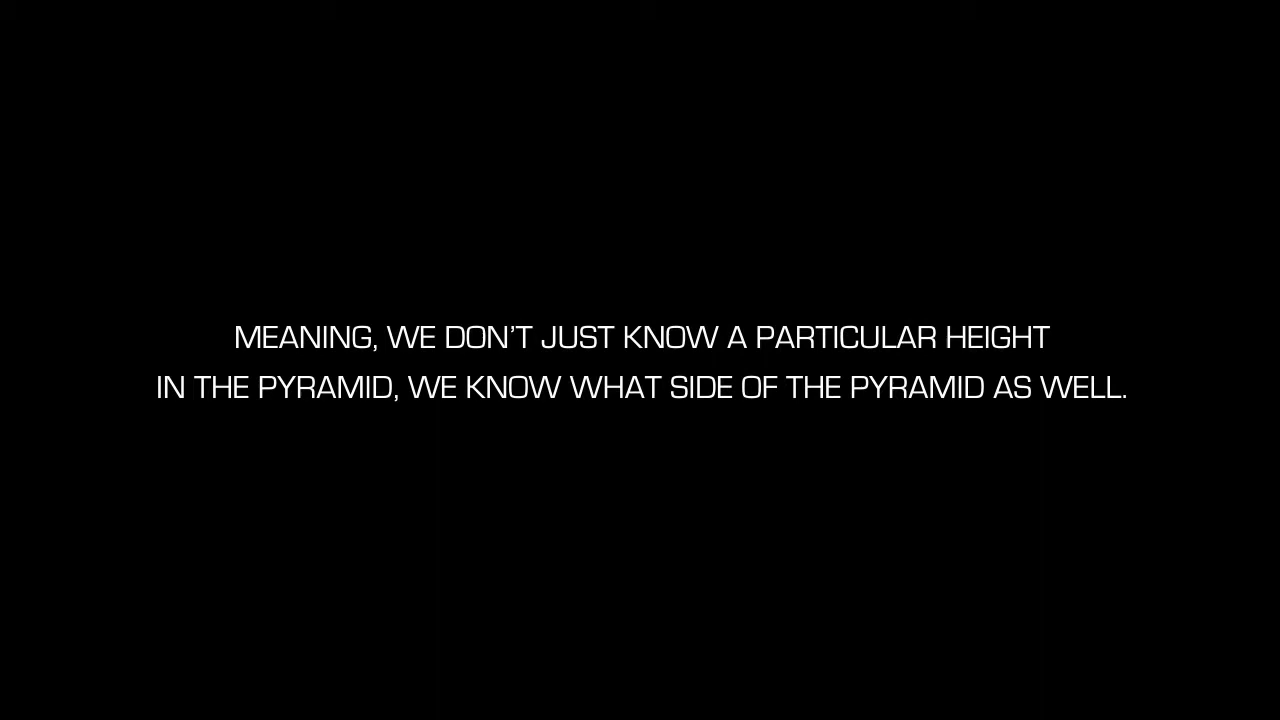 MEANING, WE DON’T JUST KNOW A PARTICULAR HEIGHT
IN THE PYRAMID, WE KNOW WHAT SIDE OF THE PYRAMID AS WELL.